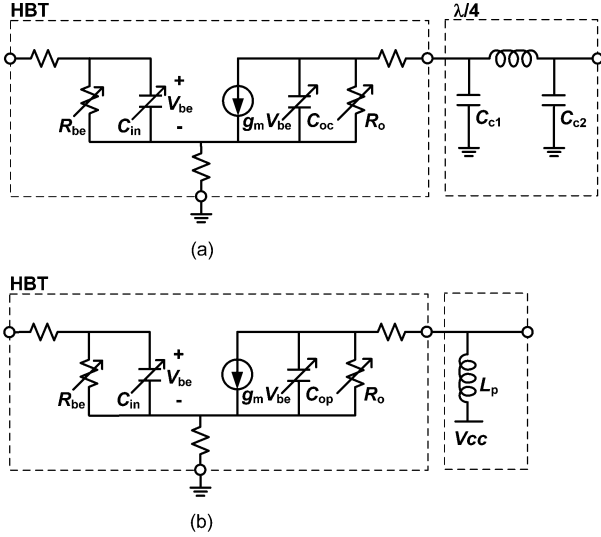 HBT
λ/4
+
Vbe
-
Rbe
Cin
gmVbe
Coc
Ro
Cc1
Cc2
(a)
HBT
+
Vbe
-
Rbe
Cin
gmVbe
Cop
Ro
Lp
Vcc
(b)